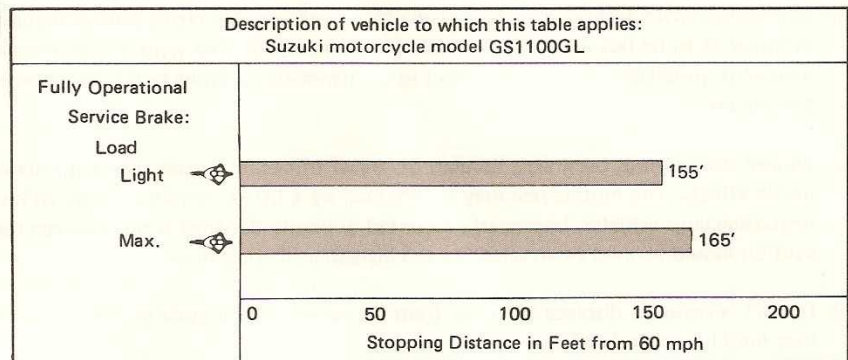 Description of vehicle to which this table applies:
Suzuki motorcycle model GS1100GL
Fully Operational
Service Brake:
Load
Light
155'
Max.
165'
0 50 100 150 200
Stopping Distance in Feet from 60 mph